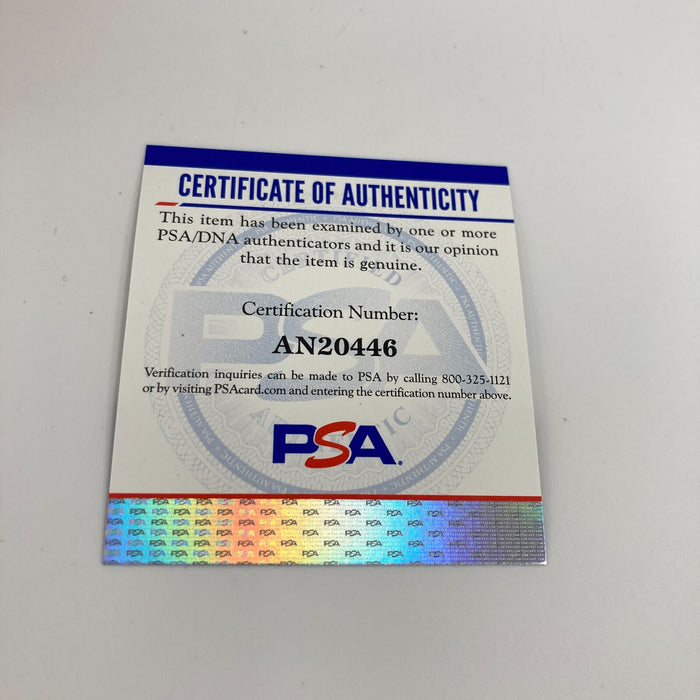 CERTIFICATE OF AUTHENTICITY
This item has been examined by one or more
PSA/DNA authenticators and it is our opinion
that the item is genuine.
Certification Number:
AN20446
Verification inquiries can be made to PSA by calling 800-325-1121
or by visiting PSAcard.com and entering the certification number above.
PSA